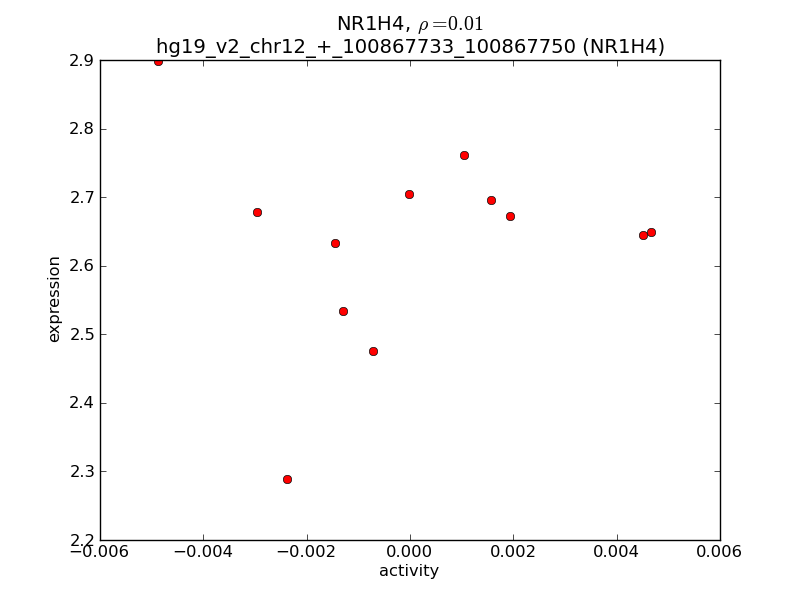 NR1H4, ρ=0.01
hg19_v2_chr12_+_100867733_100867750 (NR1H4)
2.9
2.8
2.7
2.6
2.5
2.4
2.3
2.2
expression
−0.006 −0.004 −0.002 0.000 0.002 0.004 0.006
activity